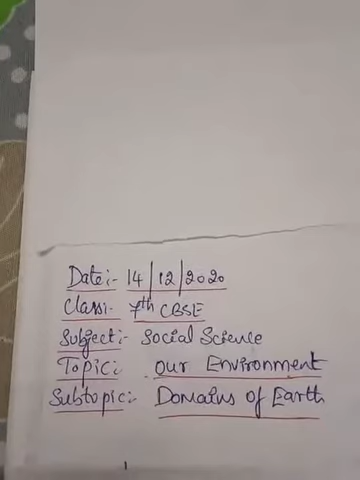 Date:- 14/12/2020
Class:- 7th CBSE
Subject:- Social Science
Topic: Our Environment
Subtopic:- Domains of Earth